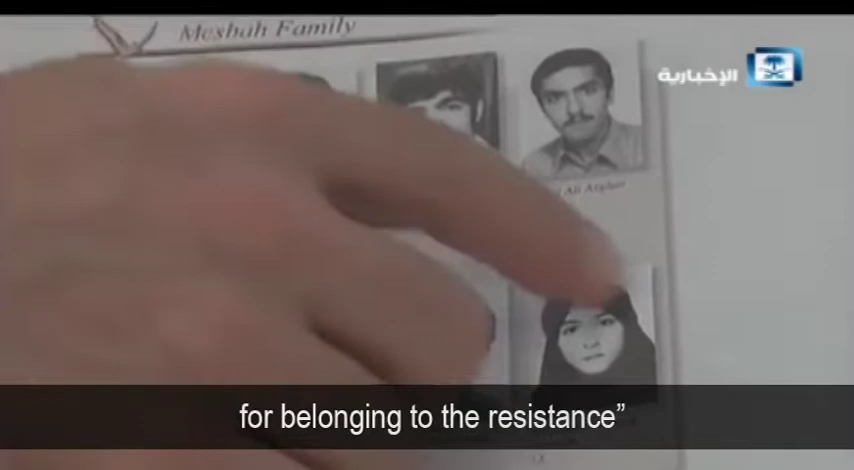 Mesbah Family
الإخبارية
Ali Asghar
for belonging to the resistance”